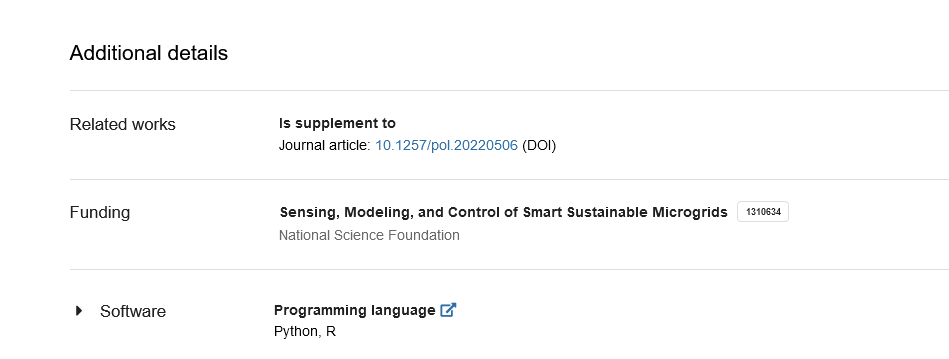 Additional details
Related works
Is supplement to
Journal article: 10.1257/pol.20220506 (DOI)
Funding
Sensing, Modeling, and Control of Smart Sustainable Microgrids 1310634
National Science Foundation
Software
Programming language
Python, R